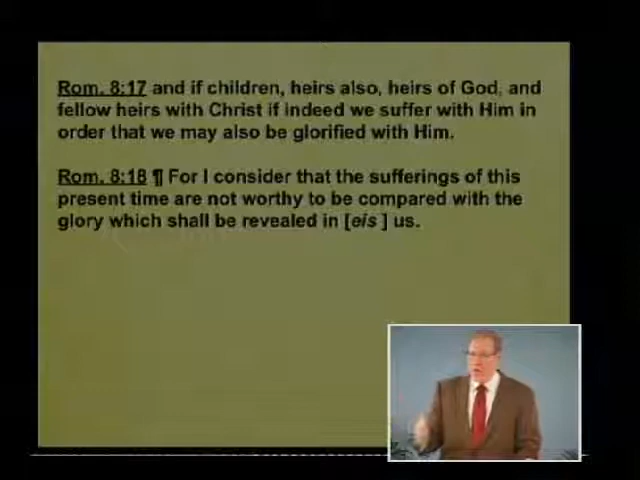 Rom. 8:17 and if children, heirs also, heirs of God, and
fellow heirs with Christ if indeed we suffer with Him in
order that we may also be glorified with Him.
Rom. 8:18 ¶ For I consider that the sufferings of this
present time are not worthy to be compared with the
glory which shall be revealed in [eis ] us.